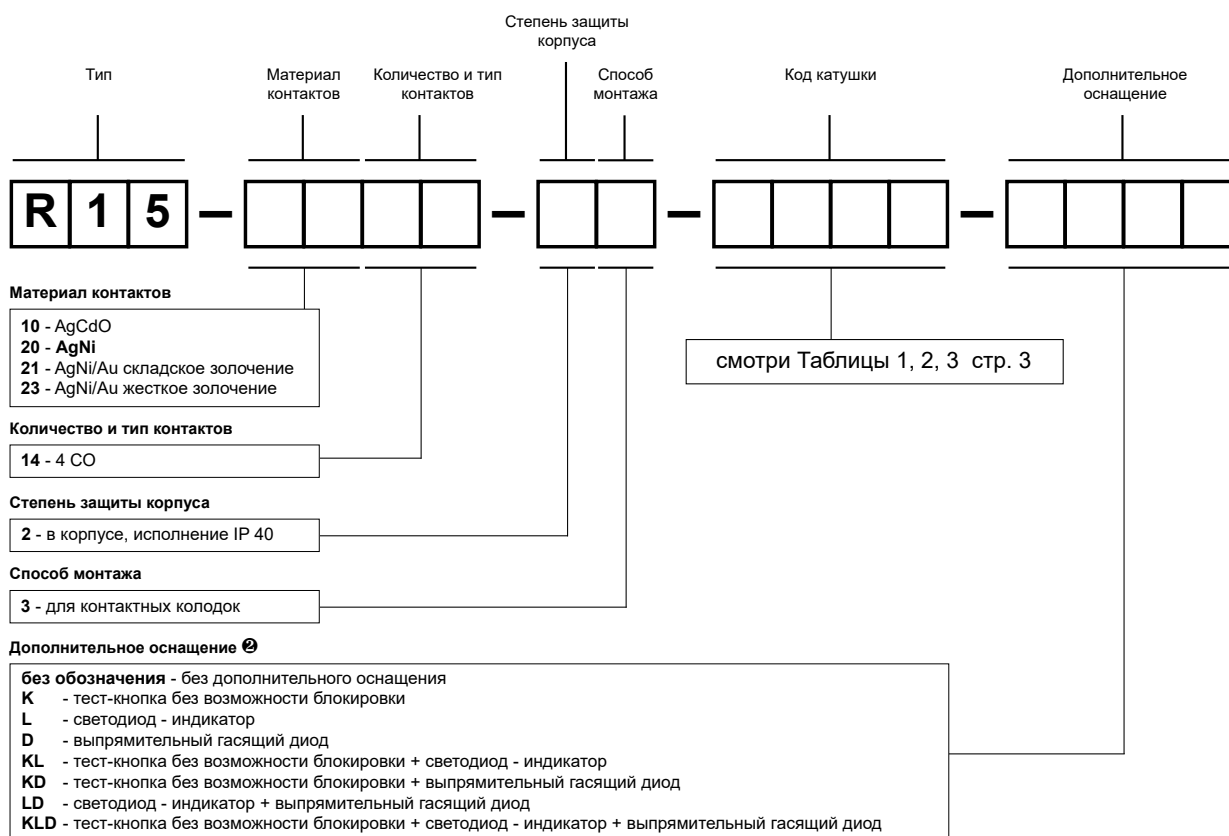 Степень защиты
корпуса
Тип
Материал
контактов
Количество и тип
контактов
Способ
монтажа
Код катушки
Дополнительное
оснащение
R 1 5 – – – –
Материал контактов
10 - AgCdO
20 - AgNi
21 - AgNi/Au складское золочение
23 - AgNi/Au жесткое золочение
смотри Таблицы 1, 2, 3 стр. 3
Количество и тип контактов
14 - 4 CO
Степень защиты корпуса
2 - в корпусе, исполнение IP 40
Способ монтажа
3 - для контактных колодок
Дополнительное оснащение ❷
без обозначения - без дополнительного оснащения
K - тест-кнопка без возможности блокировки
L - светодиод - индикатор
D - выпрямительный гасящий диод
KL - тест-кнопка без возможности блокировки + светодиод - индикатор
KD - тест-кнопка без возможности блокировки + выпрямительный гасящий диод
LD - светодиод - индикатор + выпрямительный гасящий диод
KLD - тест-кнопка без возможности блокировки + светодиод - индикатор + выпрямительный гасящий диод